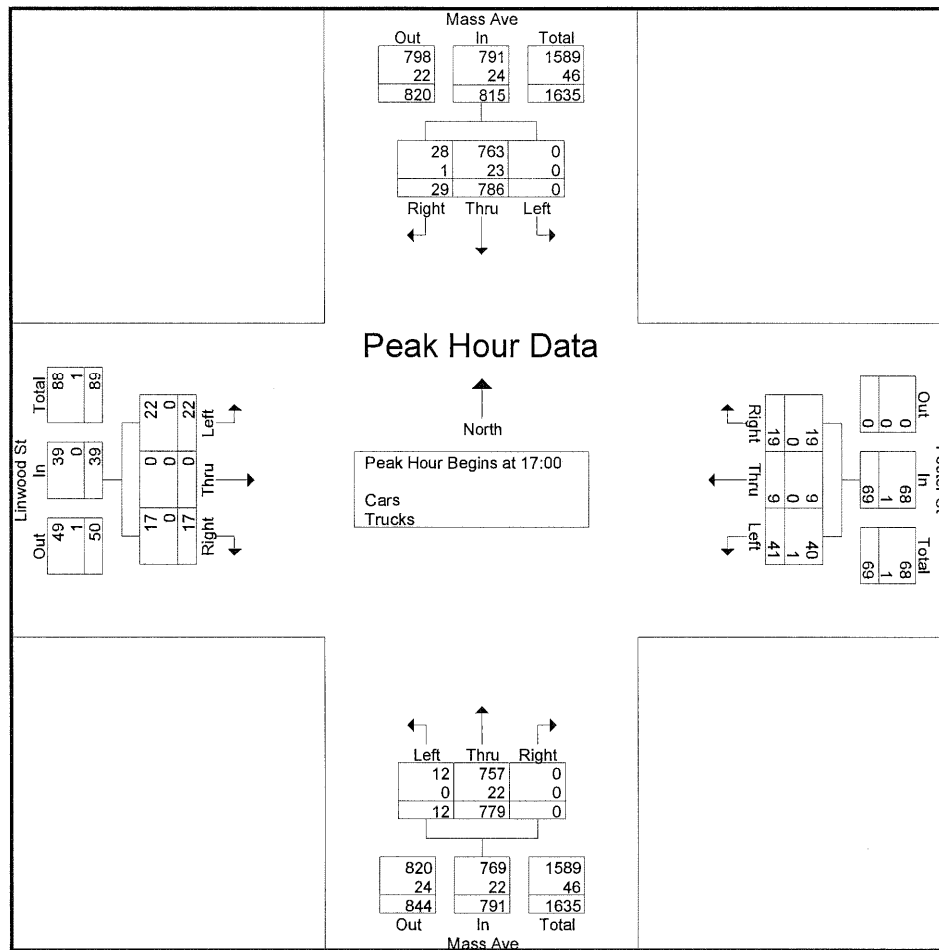 Mass Ave
Out In Total
798 791 1589
22 24 46
820 815 1635
28 763 0
1 23 0
29 786 0
Right Thru Left
Peak Hour Data
North
Peak Hour Begins at 17:00
Cars
Trucks
Linwood St
Total In Out
88 39 49
1 0 1
89 39 50
22 0 17
0 0 0
22 0 17
Left Thru Right
Right Thru Left
19 9 41
0 0 1
19 9 40
Out In Total
0 69 69
0 1 1
0 68 68
St
Left Thru Right
12 757 0
0 22 0
12 779 0
820 769 1589
24 22 46
844 791 1635
Out In Total
Mass Ave